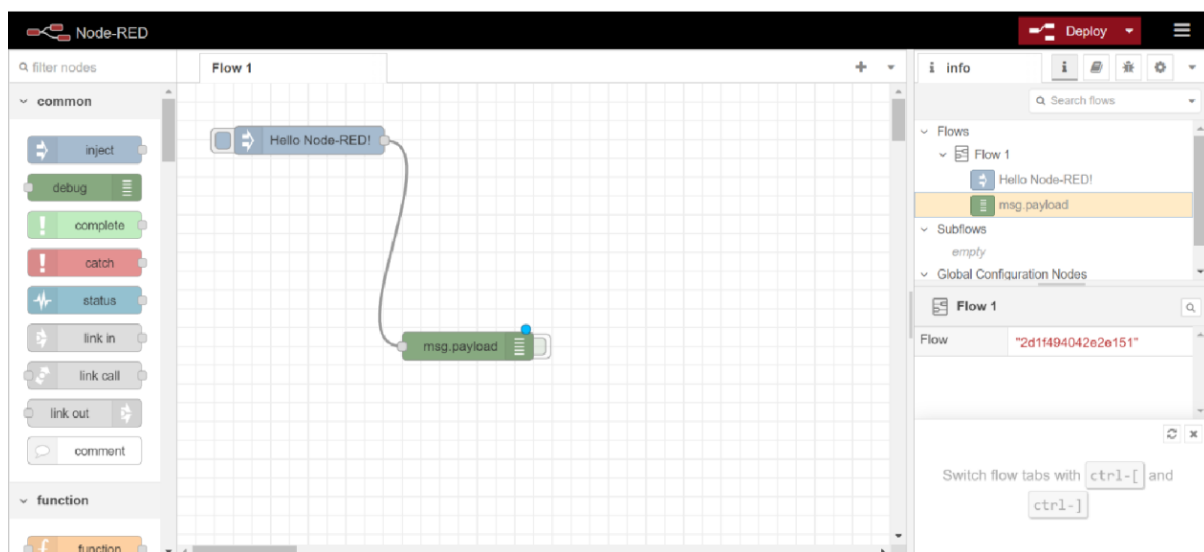 Node-RED
Deploy
filter nodes
common
inject
debug
complete
catch
status
link in
link call
link out
comment
function
function
Flow 1
Hello Node-RED!
msg.payload
i info
i
Search flows
Flows
Flow 1
Hello Node-RED!
msg.payload
Subflows
empty
Global Configuration Nodes
Flow 1
Flow "2d1f494042e2e151"
Switch flow tabs with ctrl-[ and
ctrl-]